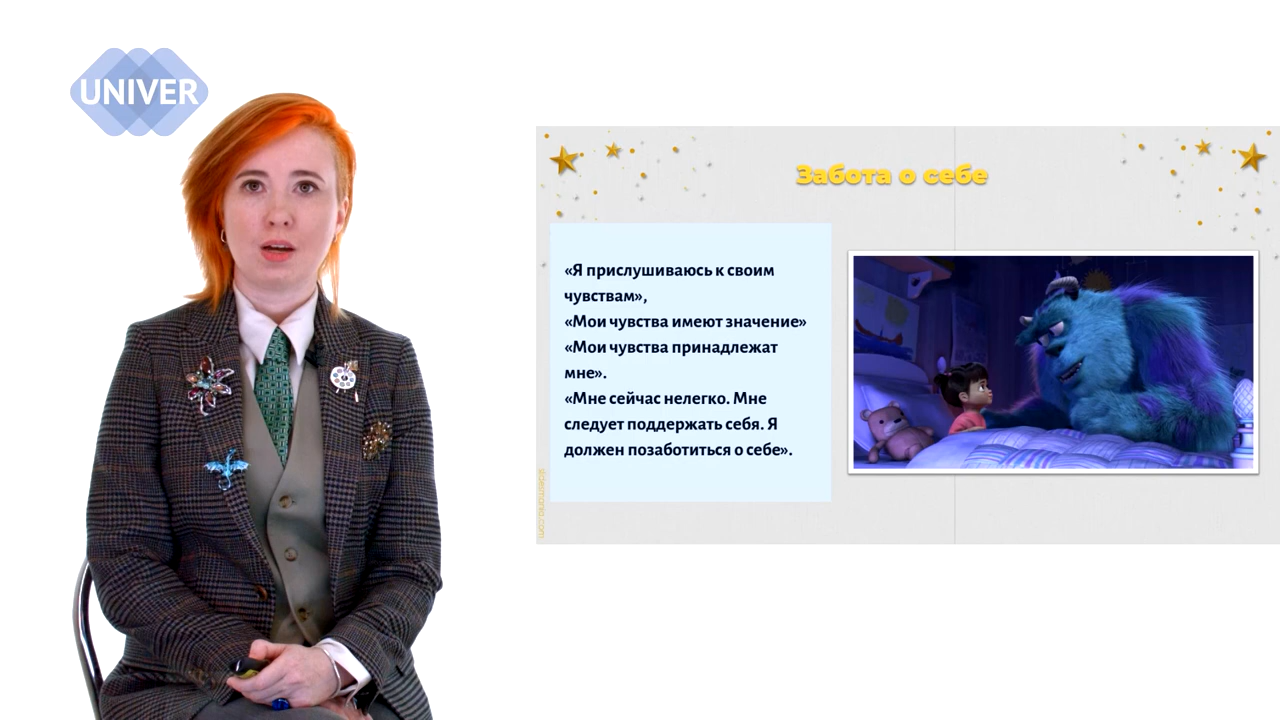 UNIVER
Забота о себе
«Я прислушиваюсь к своим
чувствам»,
«Мои чувства имеют значение»
«Мои чувства принадлежат
мне».
«Мне сейчас нелегко. Мне
следует поддержать себя. Я
должен позаботиться о себе».